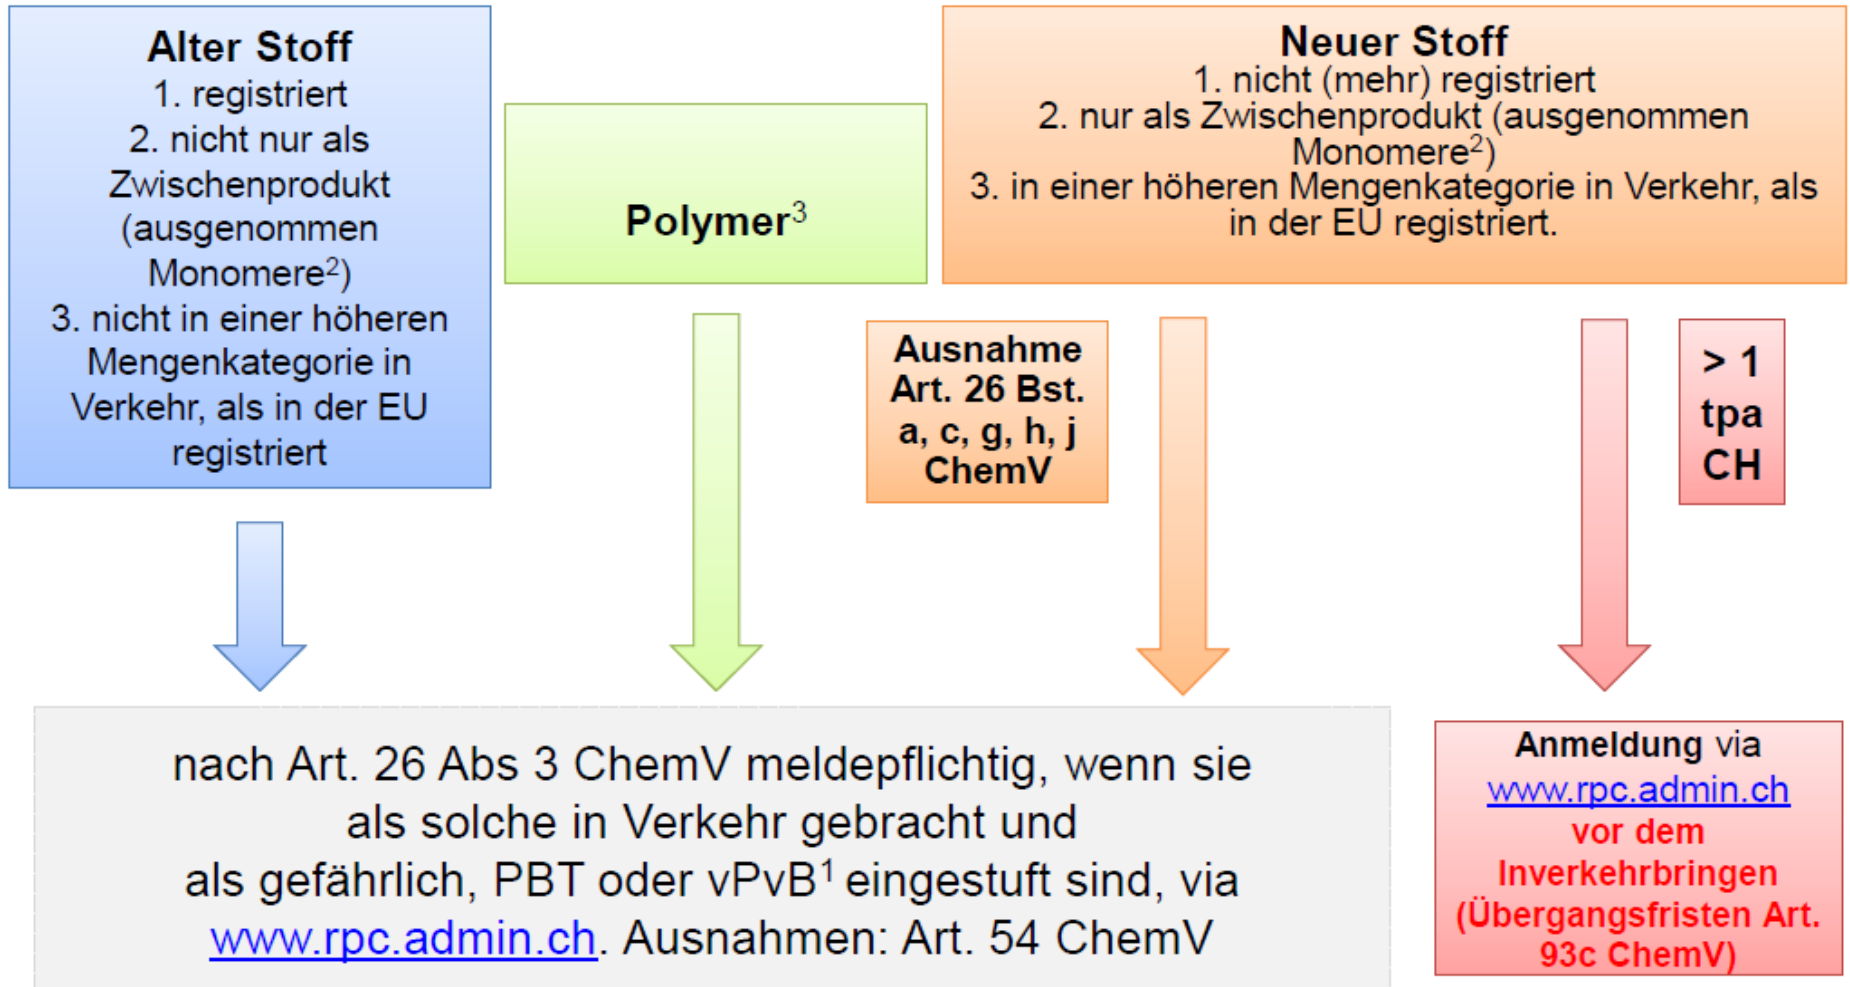 Alter Stoff
1. registriert
2. nicht nur als
Zwischenprodukt
(ausgenommen
Monomere²)
3. nicht in einer höheren
Mengenkategorie in
Verkehr, als in der EU
registriert
Polymer³
Neuer Stoff
1. nicht (mehr) registriert
2. nur als Zwischenprodukt (ausgenommen
Monomere²)
3. in einer höheren Mengenkategorie in Verkehr, als
in der EU registriert.
Ausnahme
Art. 26 Bst.
a, c, g, h, j
ChemV
> 1
tpa
CH
nach Art. 26 Abs 3 ChemV meldepflichtig, wenn sie
als solche in Verkehr gebracht und
als gefährlich, PBT oder vPvB¹ eingestuft sind, via
www.rpc.admin.ch. Ausnahmen: Art. 54 ChemV
Anmeldung via
www.rpc.admin.ch
vor dem
Inverkehrbringen
(Übergangsfristen Art.
93c ChemV)